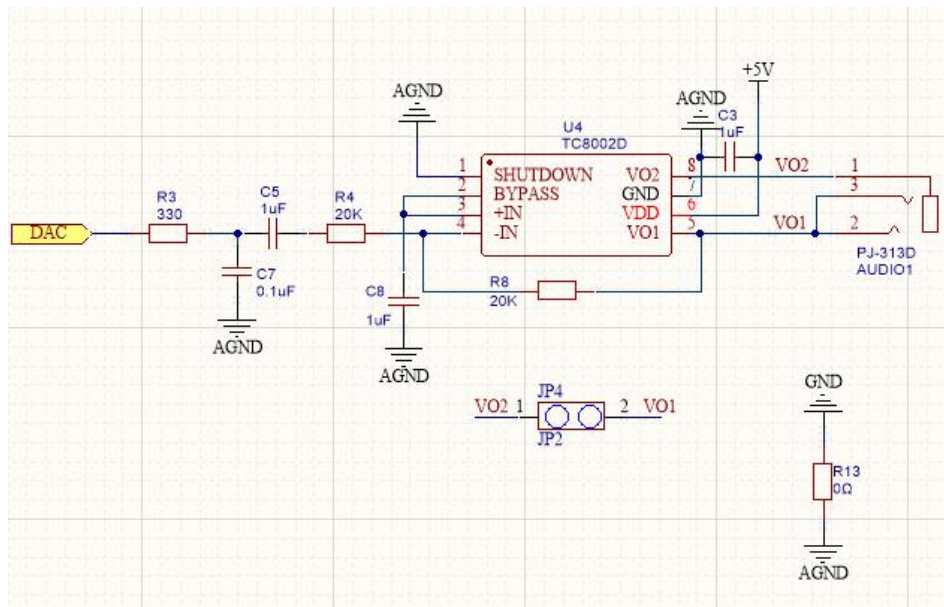 +5V
AGND
AGND
C3
1uF
U4
TC8002D
1 SHUTDOWN VO2 8 VO2 1
2 BYPASS GND 7 3
3 +IN VDD 6
4 -IN VO1 5 VO1 2
R3
330
C5
1uF
R4
20K
DAC
C7
0.1uF
AGND
C8
1uF
AGND
R8
20K
PJ-313D
AUDIO1
JP4
VO2 1 2 VO1
JP2
GND
R13
0Ω
AGND